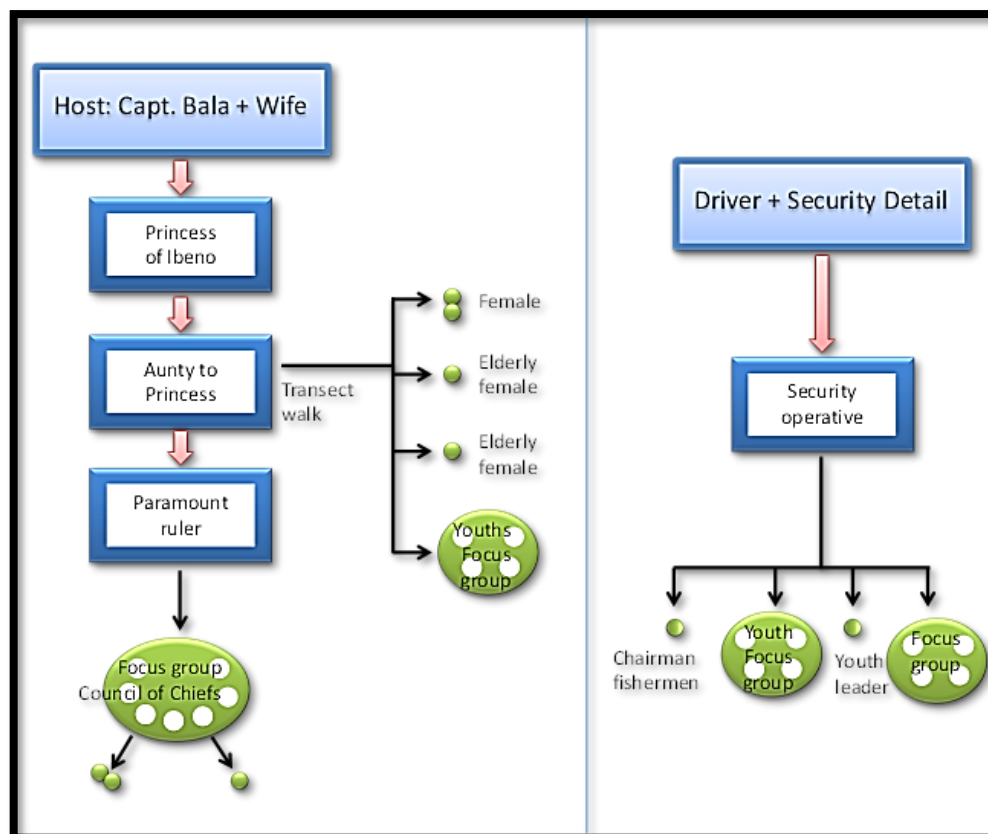 Host: Capt. Bala + Wife
Princess
of Ibeno
Aunty to
Princess
Transect
walk
Female
Elderly
female
Elderly
female
Youths
Focus
group
Paramount
ruler
Focus group
Council of Chiefs
Driver + Security Detail
Security
operative
Chairman
fishermen
Youth
Focus
group
Youth
leader
Focus
group